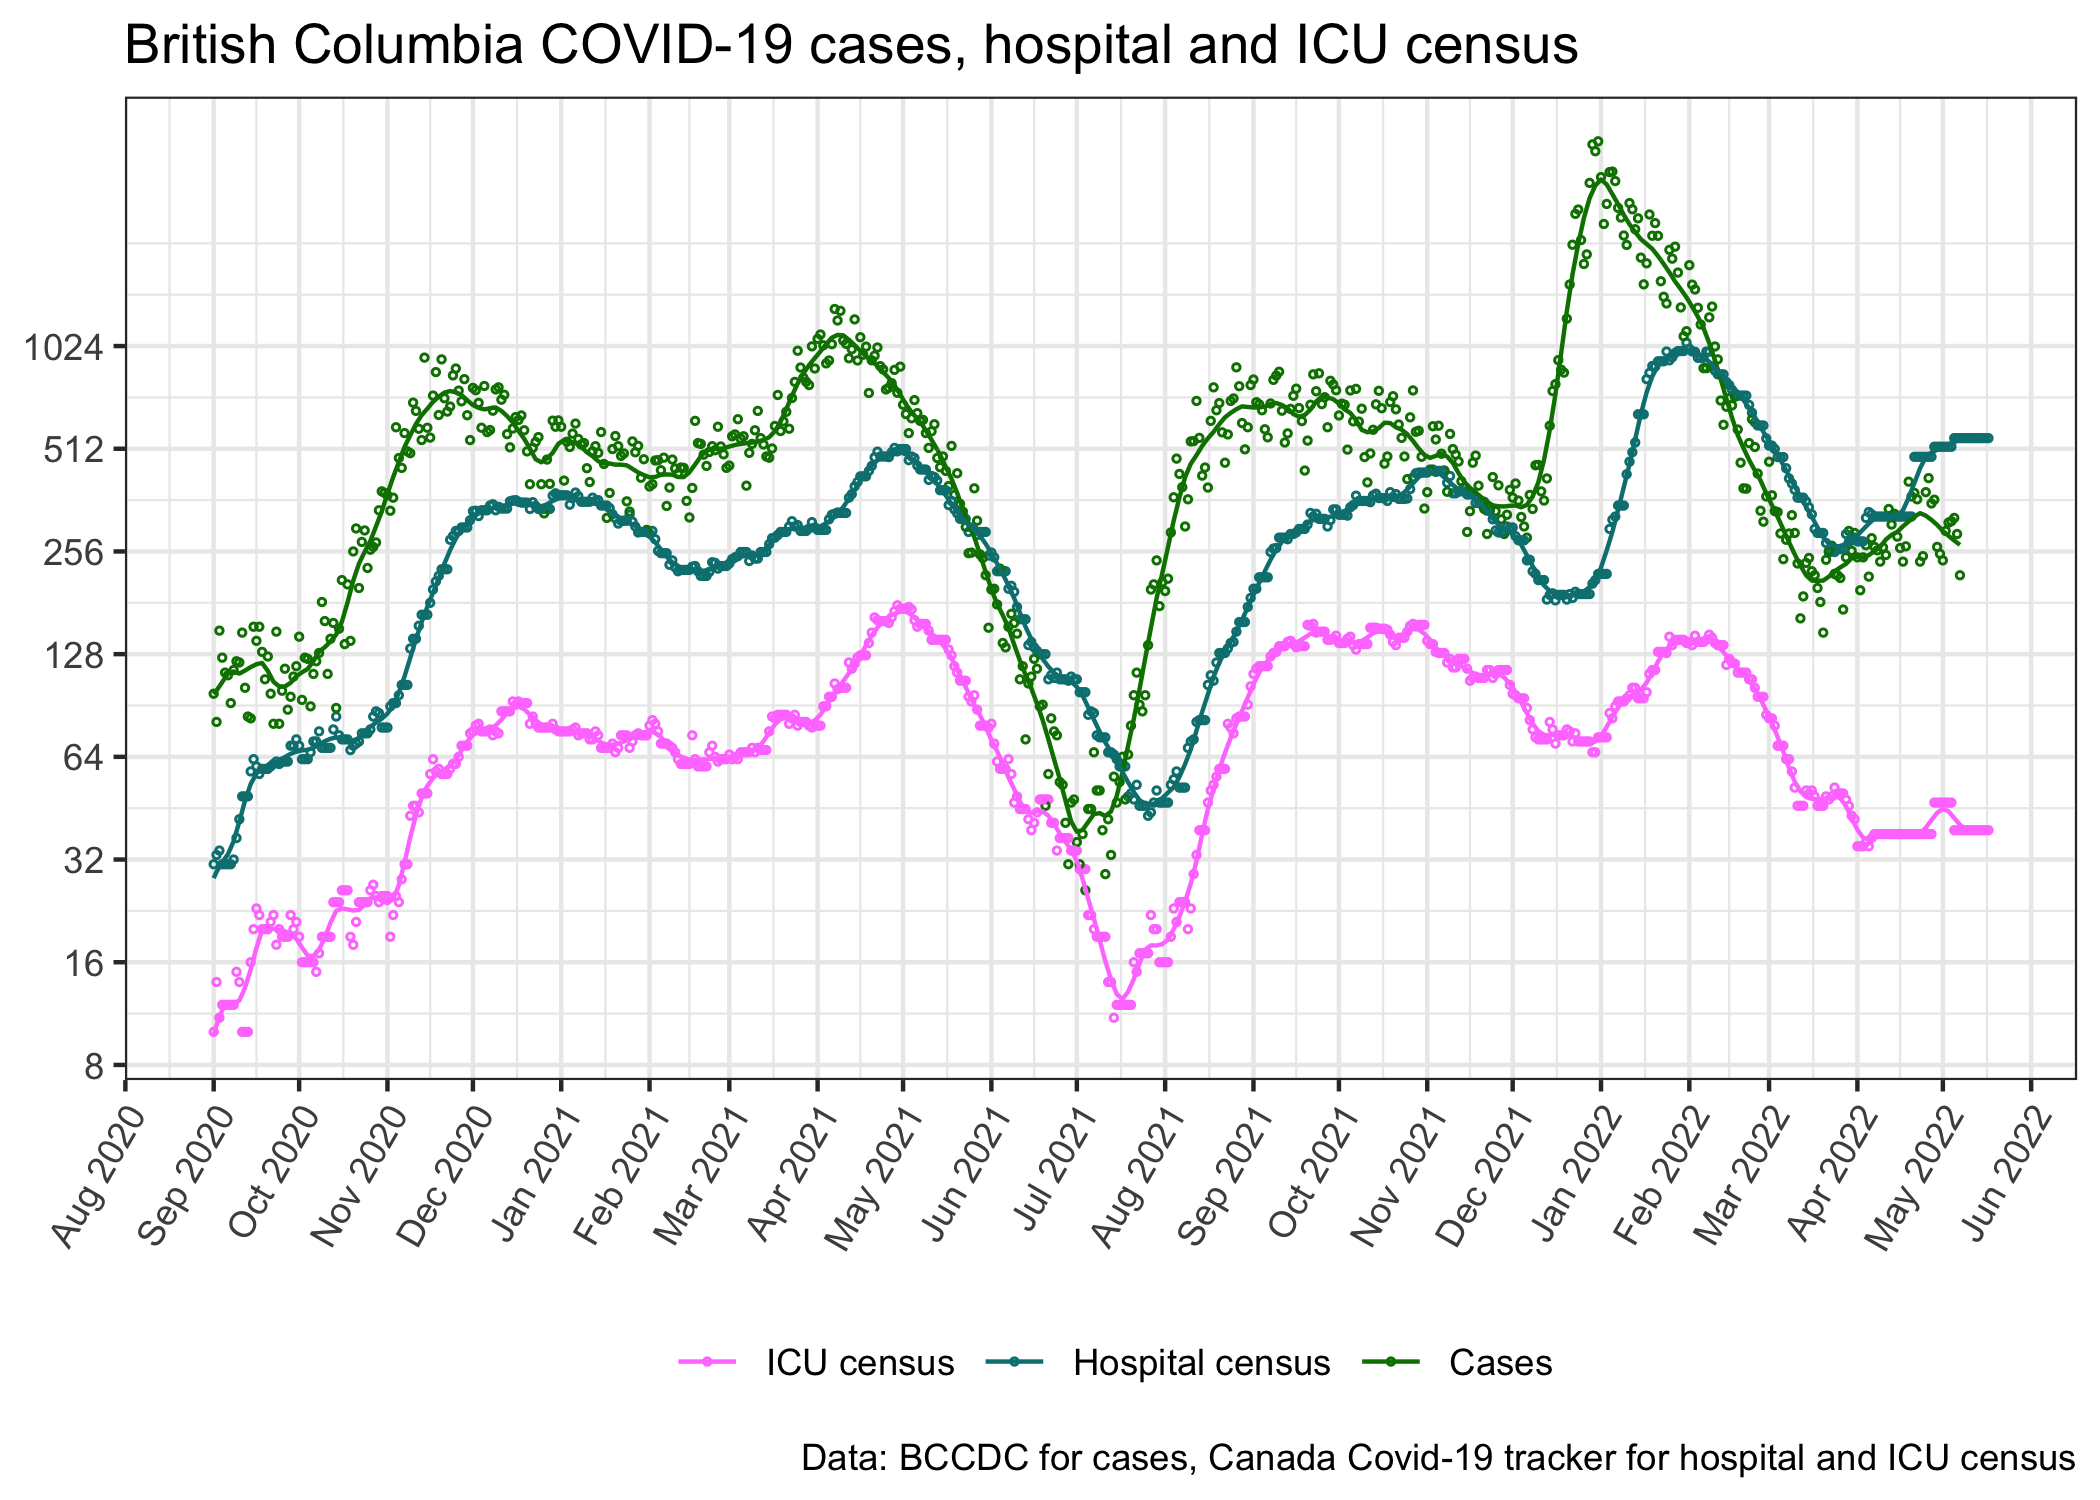 British Columbia COVID-19 cases, hospital and ICU census
1024
512
256
128
64
32
16
8
Aug 2020
Sep 2020
Oct 2020
Nov 2020
Dec 2020
Jan 2021
Feb 2021
Mar 2021
Apr 2021
May 2021
Jun 2021
Jul 2021
Aug 2021
Sep 2021
Oct 2021
Nov 2021
Dec 2021
Jan 2022
Feb 2022
Mar 2022
Apr 2022
May 2022
Jun 2022
ICU census Hospital census Cases
Data: BCCDC for cases, Canada Covid-19 tracker for hospital and ICU census